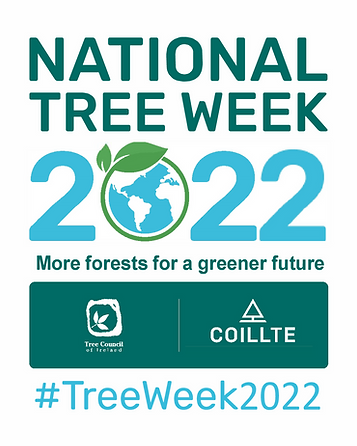 NATIONAL
TREE WEEK
2022
More forests for a greener future
Tree Council
of Ireland
COILLTE
#TreeWeek2022